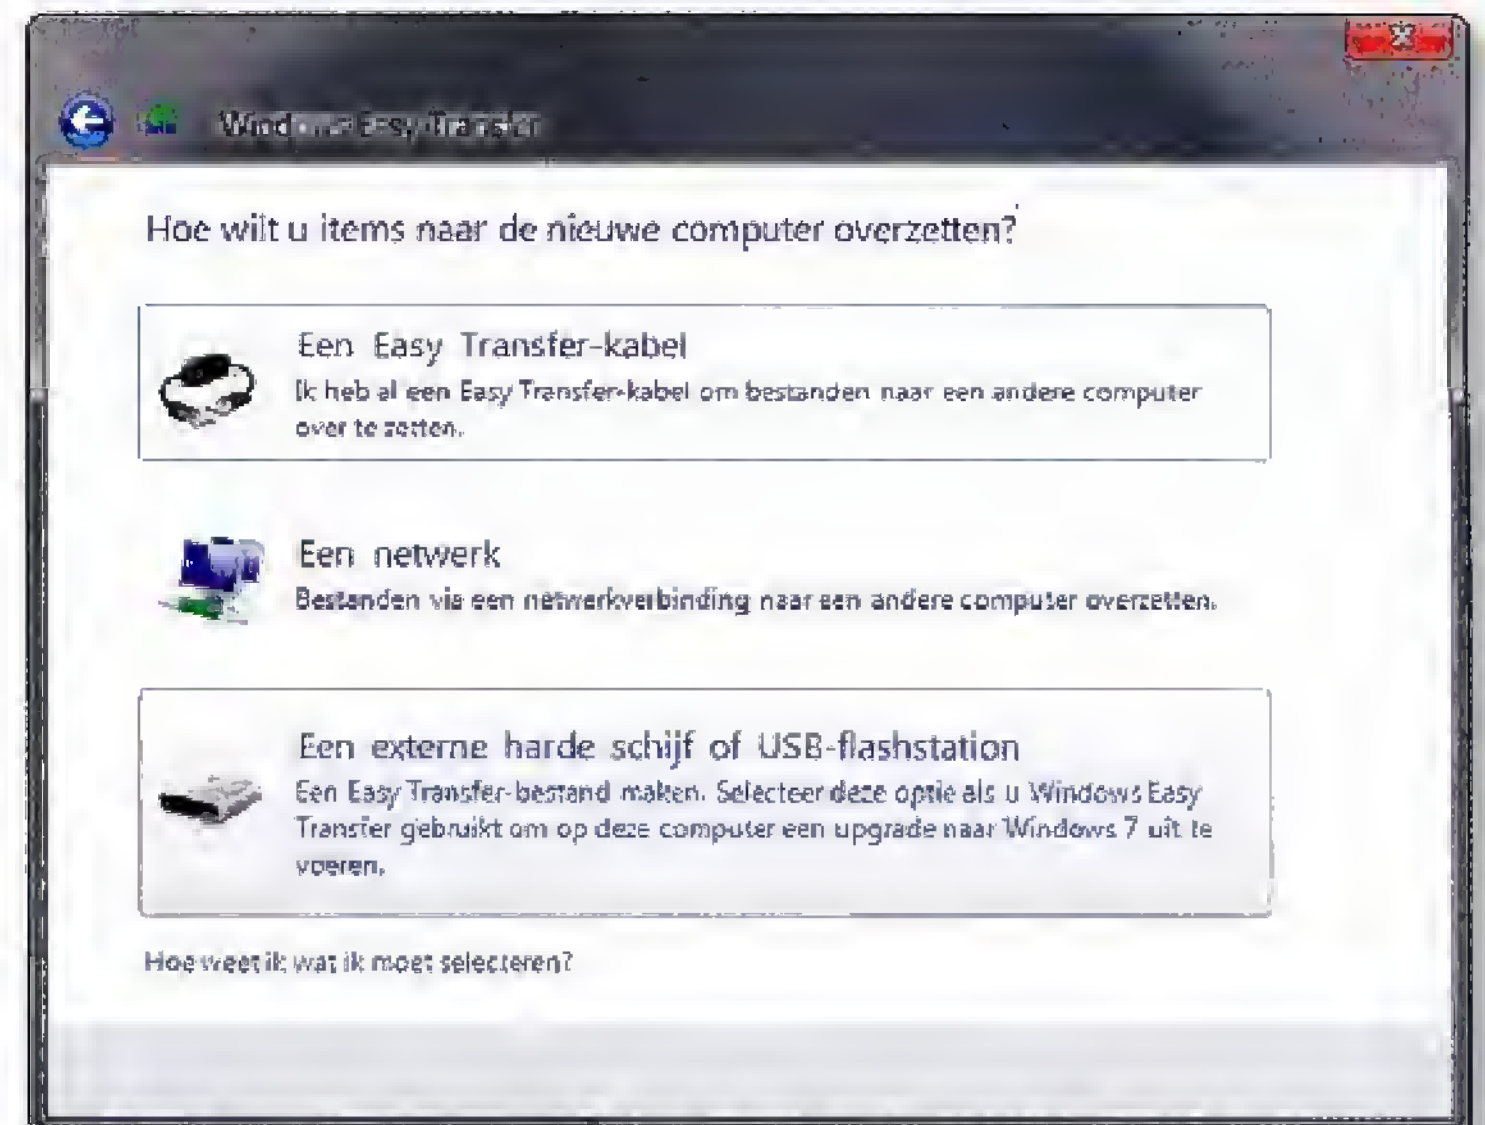 Windows Easy Transfer
Hoe wilt u items naar de nieuwe computer overzetten?
Een Easy Transfer-kabel
Ik heb al een Easy Transfer-kabel om bestanden naar een andere computer
over te zetten.
Een netwerk
Bestanden via een netwerkverbinding naar een andere computer overzetten.
Een externe harde schijf of USB-flashstation
Een Easy Transfer-bestand maken. Selecteer deze optie als u Windows Easy
Transfer gebruikt om op deze computer een upgrade naar Windows 7 uit te
voeren.
Hoe weet ik wat ik moet selecteren?